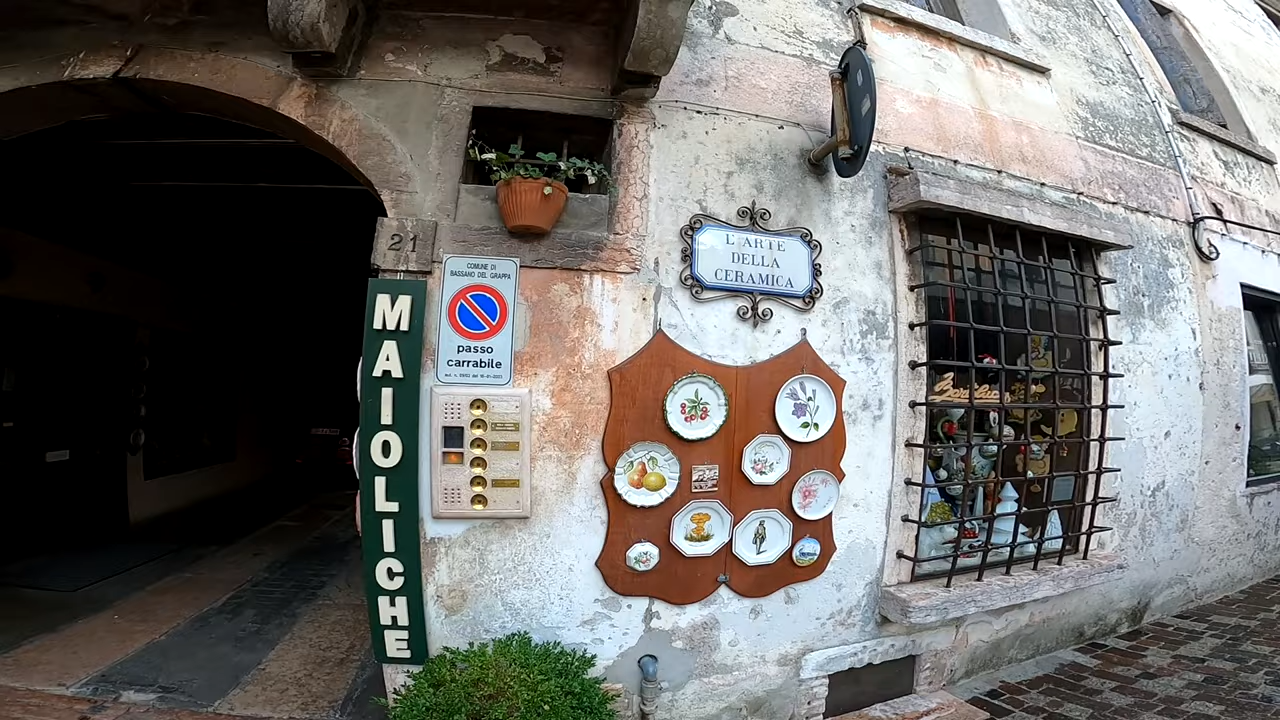 21
COMUNE DI
BASSANO DEL GRAPPA
passo
carrabile
MAIOLICHE
L'ARTE
DELLA
CERAMICA